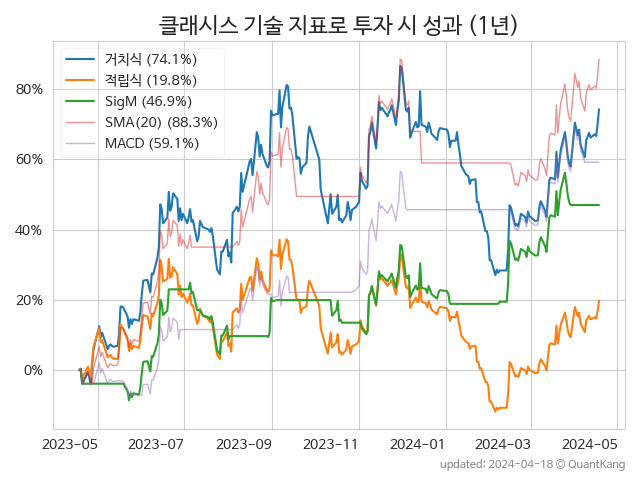 클래시스 기술 지표로 투자 시 성과 (1년)
거치식 (74.1%)
적립식 (19.8%)
SigM (46.9%)
SMA(20) (88.3%)
MACD (59.1%)
80%
60%
40%
20%
0%
2023-05 2023-07 2023-09 2023-11 2024-01 2024-03 2024-05
updated: 2024-04-18 © QuantKang